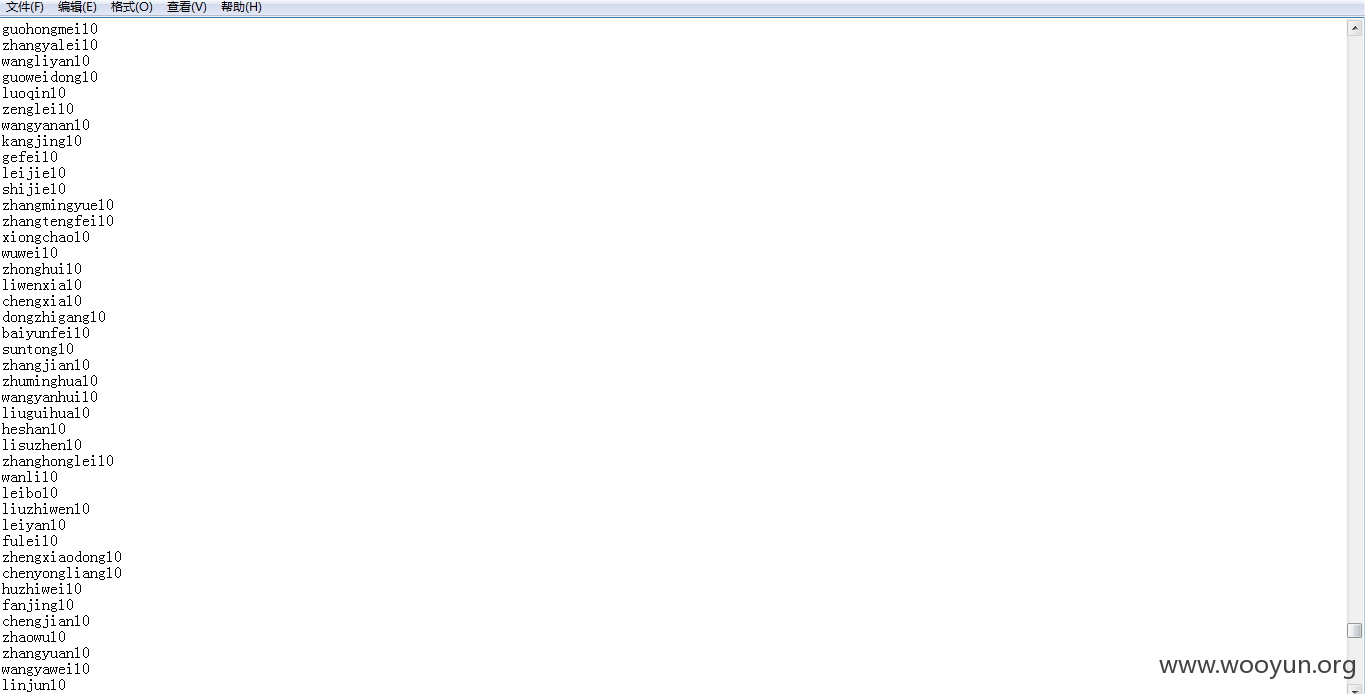 文件(F) 编辑(E) 格式(O) 查看(V) 帮助(H)
guohongmei10
zhangyalei10
wangliyan10
guoweidong10
luoqin10
zenglei10
wangyanan10
kangjing10
gefei10
leijie10
shijie10
zhangmingyue10
zhangtengfei10
xiongchao10
wuwei10
zhonghui10
liwenxia10
chengxia10
dongzhigang10
baiyunfei10
suntong10
zhangjian10
zhuminghua10
wangyanhui10
liuguihua10
heshan10
lisuzhen10
zhanghonglei10
wanli10
leibo10
liuzhiwen10
leiyan10
fulei10
zhengxiaodong10
chenyongliang10
huzhiwei10
fanjing10
chengjian10
zhaowu10
zhangyuan10
wangyawei10
linjun10
www.wooyun.org